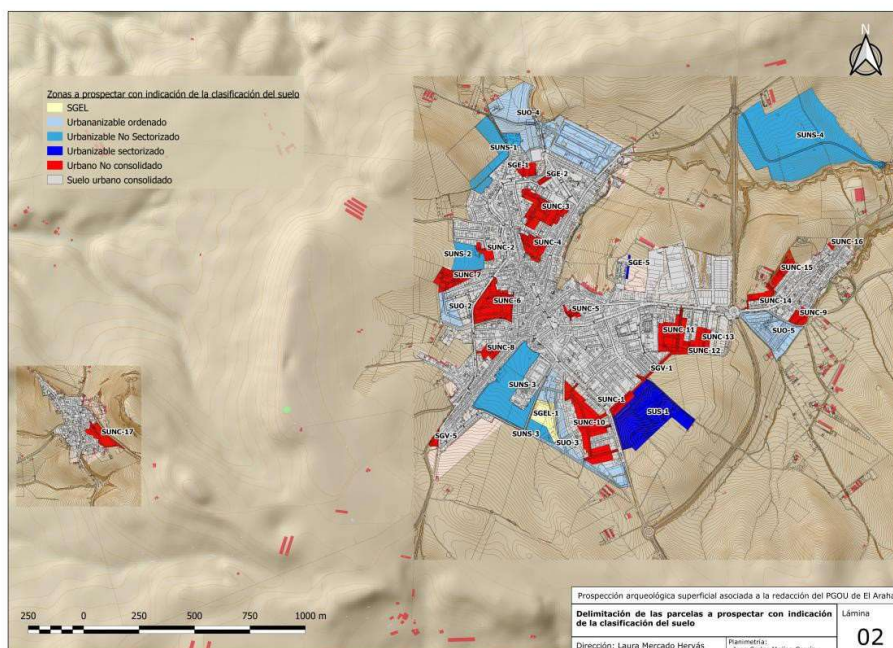 N
Zonas a prospectar con indicación de la clasificación del suelo
SGEL
Urbananizable ordenado
Urbanizable No Sectorizado
Urbanizable sectorizado
Urbano No consolidado
Suelo urbano consolidado
SUO-4
SUNS-4
SUNS-1
SGE-1
SGE-2
SUNC-3
SUNC-4
SUNC-2
SUNS-2
SUNC-7
SGE-5
SUNC-16
SUNC-15
SUNC-14
SUNC-9
SUO-2
SUNC-6
SUNC-5
SUNC-11
SUNC-13
SUNC-12
SUO-5
SUNC-8
SGV-1
SUNS-3
SUNC-1
SUS-1
SGEL-1
SUNC-10
SUNS-3
SUO-3
SGV-5
SUNC-17
250 0 250 500 750 1000 m
Prospección arqueológica superficial asociada a la redacción del PGOU de El Araha
Delimitación de las parcelas a prospectar con indicación
de la clasificación del suelo
Lámina
02
Dirección: Laura Mercado Hervás
Planimetría: